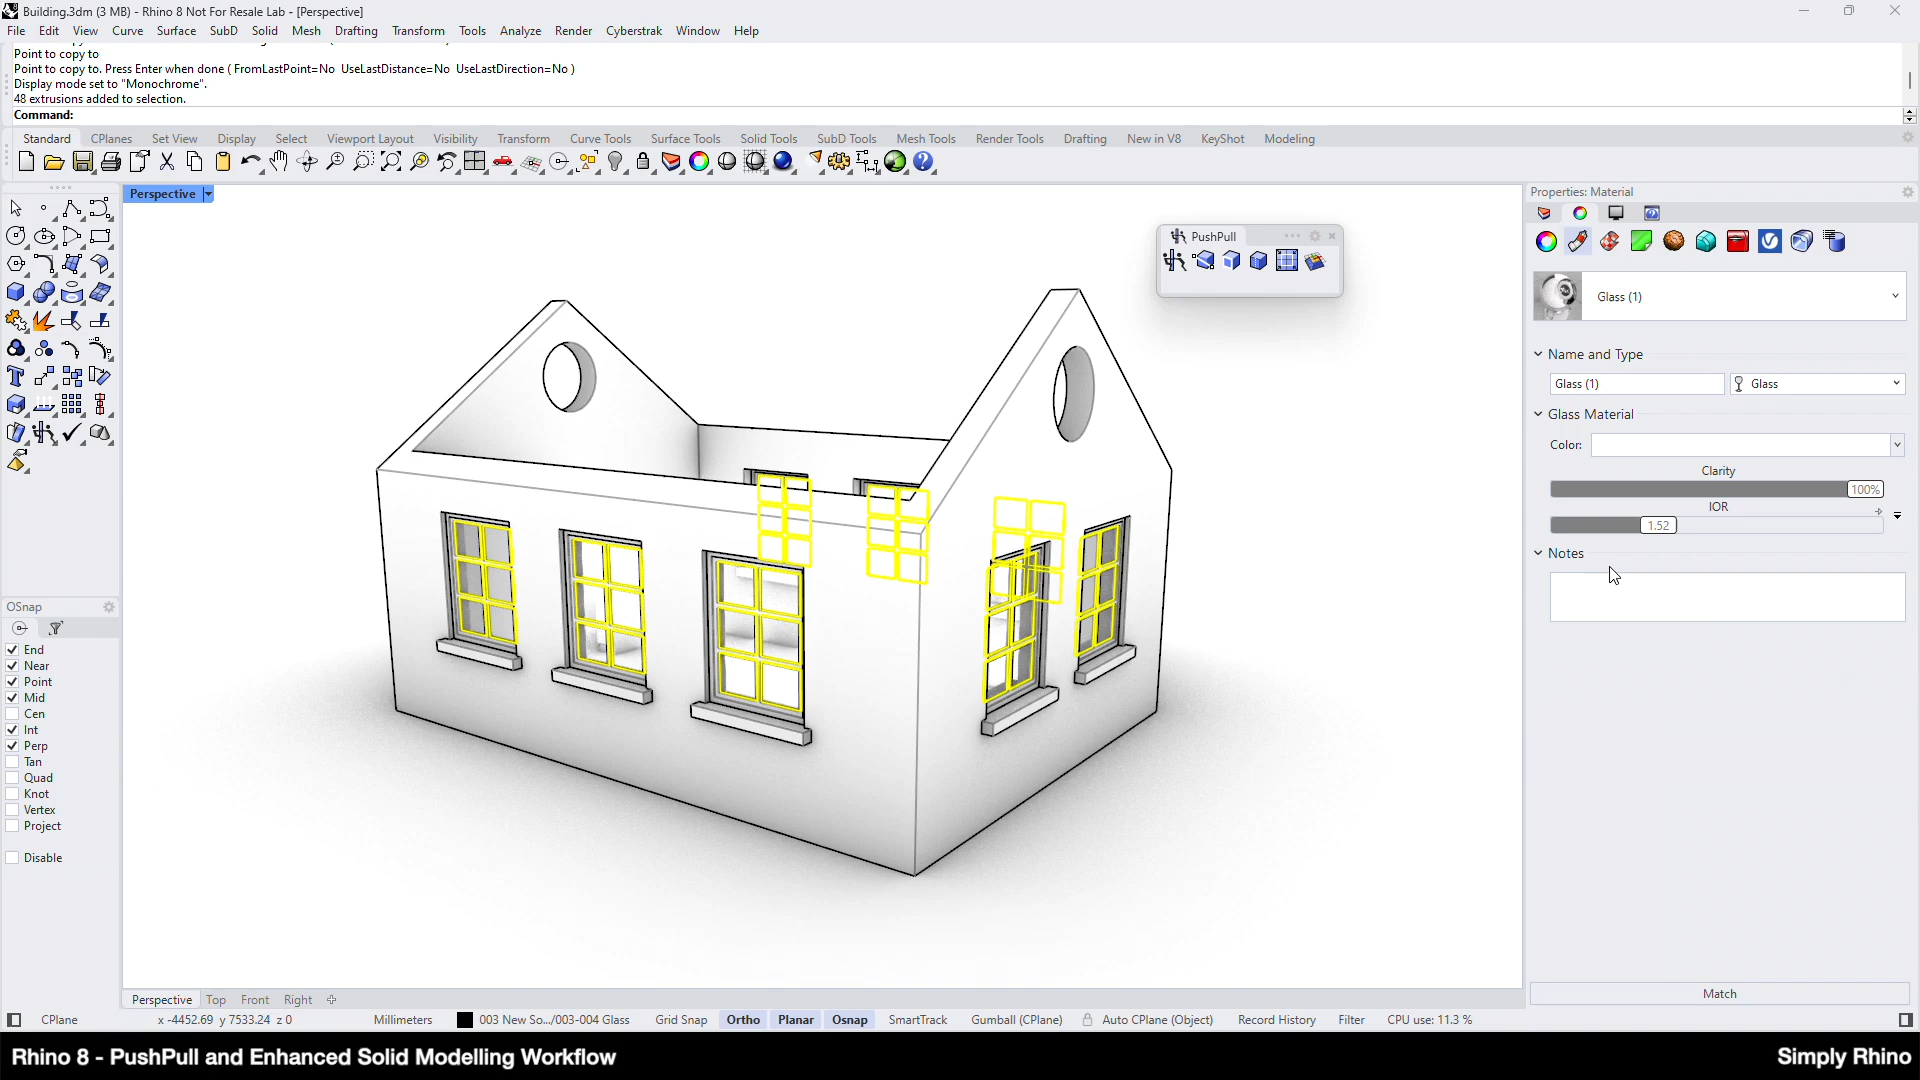 Building.3dm (3 MB) - Rhino 8 Not For Resale Lab - [Perspective]
File Edit View Curve Surface SubD Solid Mesh Drafting Transform Tools Analyze Render Cyberstrak Window Help
Point to copy to
Point to copy to. Press Enter when done ( FromLastPoint=No UseLastDistance=No UseLastDirection=No )
Display mode set to "Monochrome".
48 extrusions added to selection.
Command:
Standard CPlanes Set View Display Select Viewport Layout Visibility Transform Curve Tools Surface Tools Solid Tools SubD Tools Mesh Tools Render Tools Drafting New in V8 KeyShot Modeling
Perspective
PushPull
Properties: Material
Glass (1)
Name and Type
Glass (1) Glass
Glass Material
Color:
Clarity
100%
IOR
1.52
Notes
Match
OSnap
End
Near
Point
Mid
Cen
Int
Perp
Tan
Quad
Knot
Vertex
Project
Disable
Perspective Top Front Right
CPlane x -4452.69 y 7533.24 z 0 Millimeters 003 New So.../003-004 Glass Grid Snap Ortho Planar Osnap SmartTrack Gumball (CPlane) Auto CPlane (Object) Record History Filter CPU use: 11.3 %
Rhino 8 - PushPull and Enhanced Solid Modelling Workflow
Simply Rhino